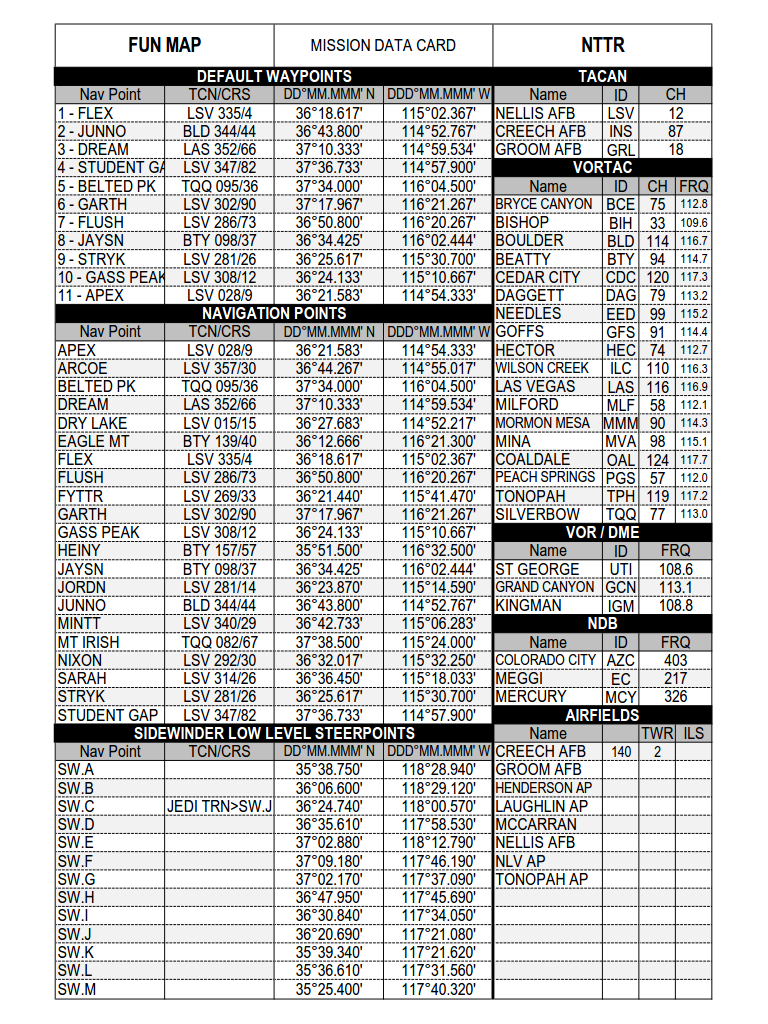 FUN MAP MISSION DATA CARD NTTR
DEFAULT WAYPOINTS
Nav Point TCN/CRS DD°MM.MMM' N DDD°MM.MMM' W
1 - FLEX LSV 335/4 36°18.617' 115°02.367'
2 - JUNNO BLD 344/44 36°43.800' 114°52.767'
3 - DREAM LAS 352/66 37°10.333' 114°59.534'
4 - STUDENT GA LSV 347/82 37°36.733' 114°57.900'
5 - BELTED PK TQQ 095/36 37°34.000' 116°04.500'
6 - GARTH LSV 302/90 37°17.967' 116°21.267'
7 - FLUSH LSV 286/73 36°50.800' 116°20.267'
8 - JAYSN BTY 098/37 36°34.425' 116°02.444'
9 - STRYK LSV 281/26 36°25.617' 115°30.700'
10 - GASS PEAK LSV 308/12 36°24.133' 115°10.667'
11 - APEX LSV 028/9 36°21.583' 114°54.333'
NAVIGATION POINTS
Nav Point TCN/CRS DD°MM.MMM' N DDD°MM.MMM' W
APEX LSV 028/9 36°21.583' 114°54.333'
ARCOE LSV 357/30 36°44.267' 114°55.017'
BELTED PK TQQ 095/36 37°34.000' 116°04.500'
DREAM LAS 352/66 37°10.333' 114°59.534'
DRY LAKE LSV 015/15 36°27.683' 114°52.217'
EAGLE MT BTY 139/40 36°12.666' 116°21.300'
FLEX LSV 335/4 36°18.617' 115°02.367'
FLUSH LSV 286/73 36°50.800' 116°20.267'
FYTTR LSV 269/33 36°21.440' 115°41.470'
GARTH LSV 302/90 37°17.967' 116°21.267'
GASS PEAK LSV 308/12 36°24.133' 115°10.667'
HEINY BTY 157/57 35°51.500' 116°32.500'
JAYSN BTY 098/37 36°34.425' 116°02.444'
JORDN LSV 281/14 36°23.870' 115°14.590'
JUNNO BLD 344/44 36°43.800' 114°52.767'
MINTT LSV 340/29 36°42.733' 115°06.283'
MT IRISH TQQ 082/67 37°38.500' 115°24.000'
NIXON LSV 292/30 36°32.017' 115°32.250'
SARAH LSV 314/26 36°36.450' 115°18.033'
STRYK LSV 281/26 36°25.617' 115°30.700'
STUDENT GAP LSV 347/82 37°36.733' 114°57.900'
SIDEWINDER LOW LEVEL STEERPOINTS
Nav Point TCN/CRS DD°MM.MMM' N DDD°MM.MMM' W
SW.A 35°38.750' 118°28.940'
SW.B 36°06.600' 118°29.120'
SW.C JEDI TRN>SW.J 36°24.740' 118°00.570'
SW.D 36°35.610' 117°58.530'
SW.E 37°02.880' 118°12.790'
SW.F 37°09.180' 117°46.190'
SW.G 37°02.170' 117°37.090'
SW.H 36°47.950' 117°45.690'
SW.I 36°30.840' 117°34.050'
SW.J 36°20.690' 117°21.080'
SW.K 35°39.340' 117°21.620'
SW.L 35°36.610' 117°31.560'
SW.M 35°25.400' 117°40.320'
TACAN
Name ID CH
NELLIS AFB LSV 12
CREECH AFB INS 87
GROOM AFB GRL 18
VORTAC
Name ID CH FRQ
BRYCE CANYON BCE 75 112.8
BISHOP BIH 33 109.6
BOULDER BLD 114 116.7
BEATTY BTY 94 114.7
CEDAR CITY CDC 120 117.3
DAGGETT DAG 79 113.2
NEEDLES EED 99 115.2
GOFFS GFS 91 114.4
HECTOR HEC 74 112.7
WILSON CREEK ILC 110 116.3
LAS VEGAS LAS 116 116.9
MILFORD MLF 58 112.1
MORMON MESA MMM 90 114.3
MINA MVA 98 115.1
COALDALE OAL 124 117.7
PEACH SPRINGS PGS 57 112.0
TONOPAH TPH 119 117.2
SILVERBOW TQQ 77 113.0
VOR / DME
Name ID FRQ
ST GEORGE UTI 108.6
GRAND CANYON GCN 113.1
KINGMAN IGM 108.8
NDB
Name ID FRQ
COLORADO CITY AZC 403
MEGGI EC 217
MERCURY MCY 326
AIRFIELDS
Name TWR ILS
CREECH AFB 140 2
GROOM AFB
HENDERSON AP
LAUGHLIN AP
MCCARRAN
NELLIS AFB
NLV AP
TONOPAH AP